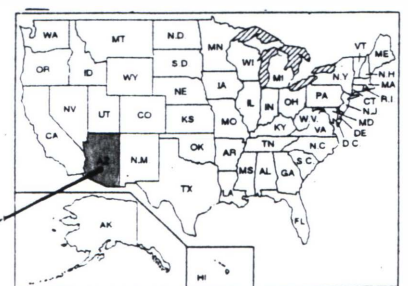 WA MT N.D MN VT ME
OR ID WY S.D WI MI N.Y N.H
MA
NV UT CO NE IA IL IN OH PA R.I
CT
N.J
CA KS MO KY W.V. VA MD
DE
D C
N.M OK AR TN N.C
TX LA MS AL GA S C
AK FL
HI